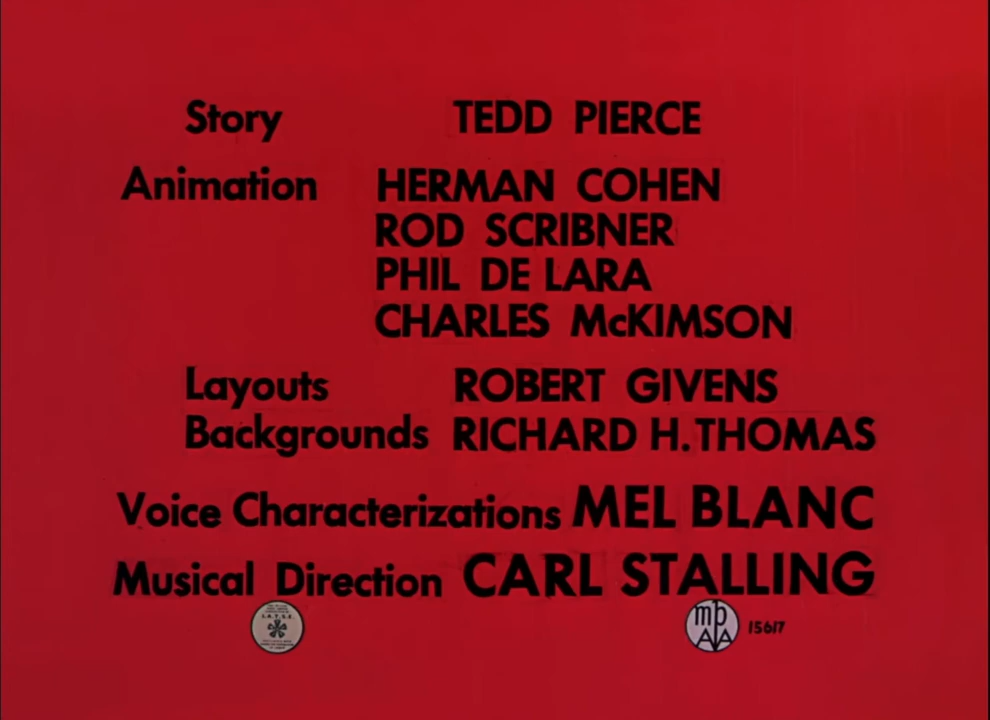 Story TEDD PIERCE
Animation HERMAN COHEN
ROD SCRIBNER
PHIL DE LARA
CHARLES McKIMSON
Layouts ROBERT GIVENS
Backgrounds RICHARD H. THOMAS
Voice Characterizations MEL BLANC
Musical Direction CARL STALLING
I.A.T.S.E.
mpAA 15617